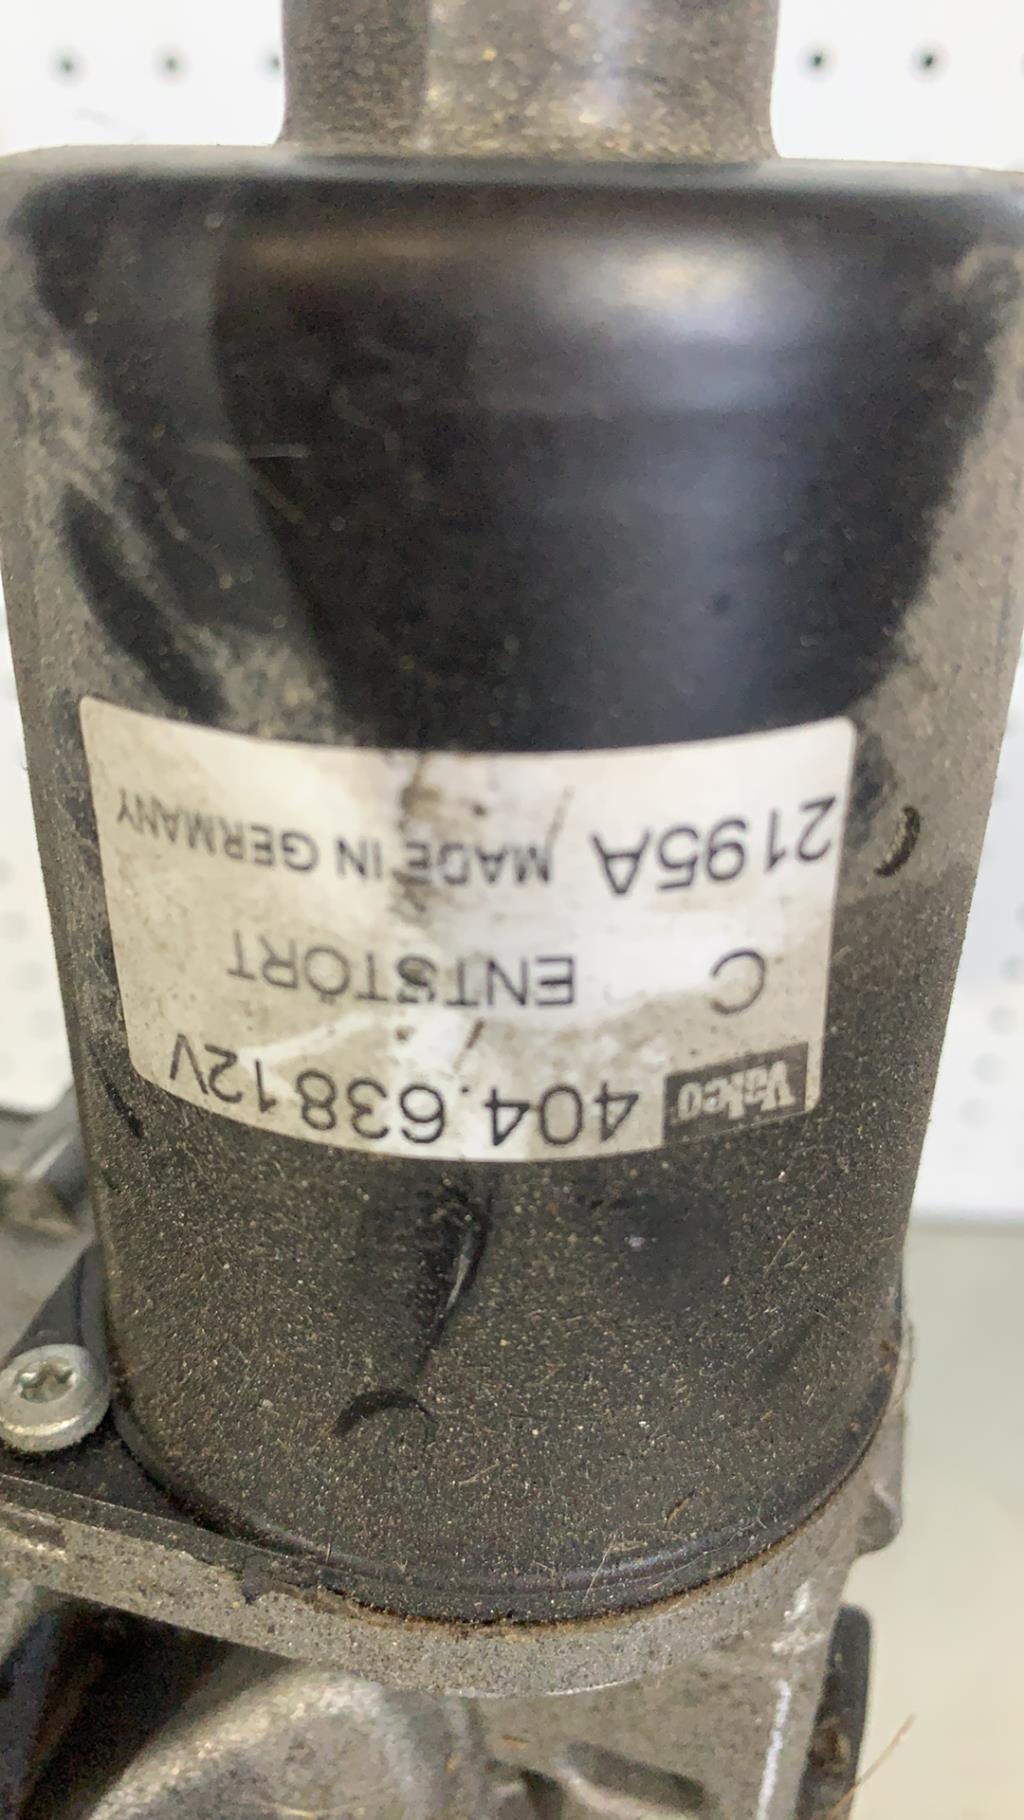 Valeo 404.638 12V
C ENTSTÖRT
2195A MADE IN GERMANY